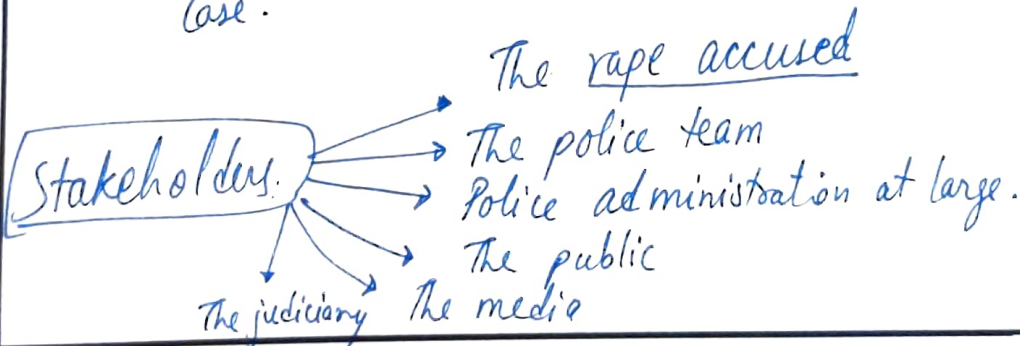 Case.
The rape accused
Stakeholders.
The police team
Police administration at large.
The public
The judiciary
The media